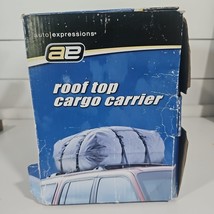 auto|expressions®
ae
roof top
cargo carrier